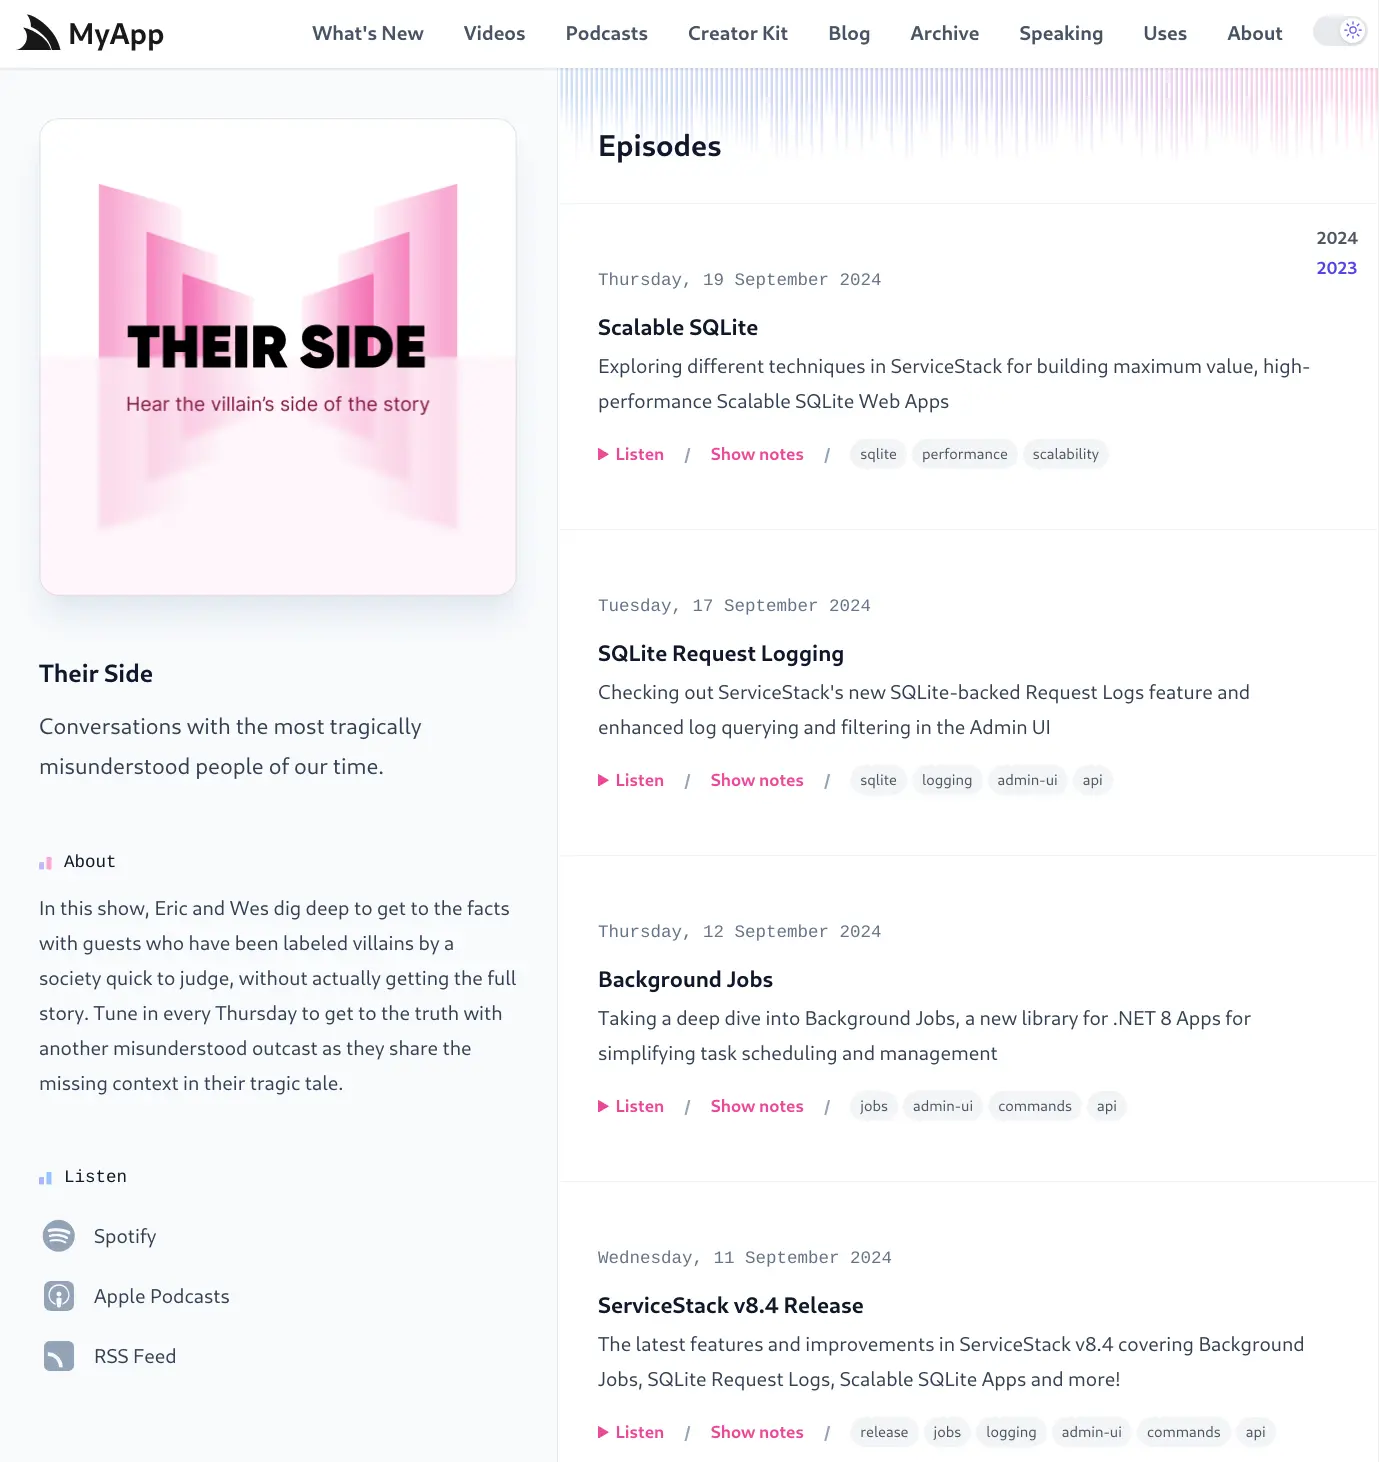 MyApp
What's New Videos Podcasts Creator Kit Blog Archive Speaking Uses About
THEIR SIDE
Hear the villain's side of the story
Their Side
Conversations with the most tragically
misunderstood people of our time.
About
In this show, Eric and Wes dig deep to get to the facts
with guests who have been labeled villains by a
society quick to judge, without actually getting the full
story. Tune in every Thursday to get to the truth with
another misunderstood outcast as they share the
missing context in their tragic tale.
Listen
Spotify
Apple Podcasts
RSS Feed
Episodes
2024
2023
Thursday, 19 September 2024
Scalable SQLite
Exploring different techniques in ServiceStack for building maximum value, high-
performance Scalable SQLite Web Apps
Listen / Show notes / sqlite performance scalability
Tuesday, 17 September 2024
SQLite Request Logging
Checking out ServiceStack's new SQLite-backed Request Logs feature and
enhanced log querying and filtering in the Admin UI
Listen / Show notes / sqlite logging admin-ui api
Thursday, 12 September 2024
Background Jobs
Taking a deep dive into Background Jobs, a new library for .NET 8 Apps for
simplifying task scheduling and management
Listen / Show notes / jobs admin-ui commands api
Wednesday, 11 September 2024
ServiceStack v8.4 Release
The latest features and improvements in ServiceStack v8.4 covering Background
Jobs, SQLite Request Logs, Scalable SQLite Apps and more!
Listen / Show notes / release jobs logging admin-ui commands api